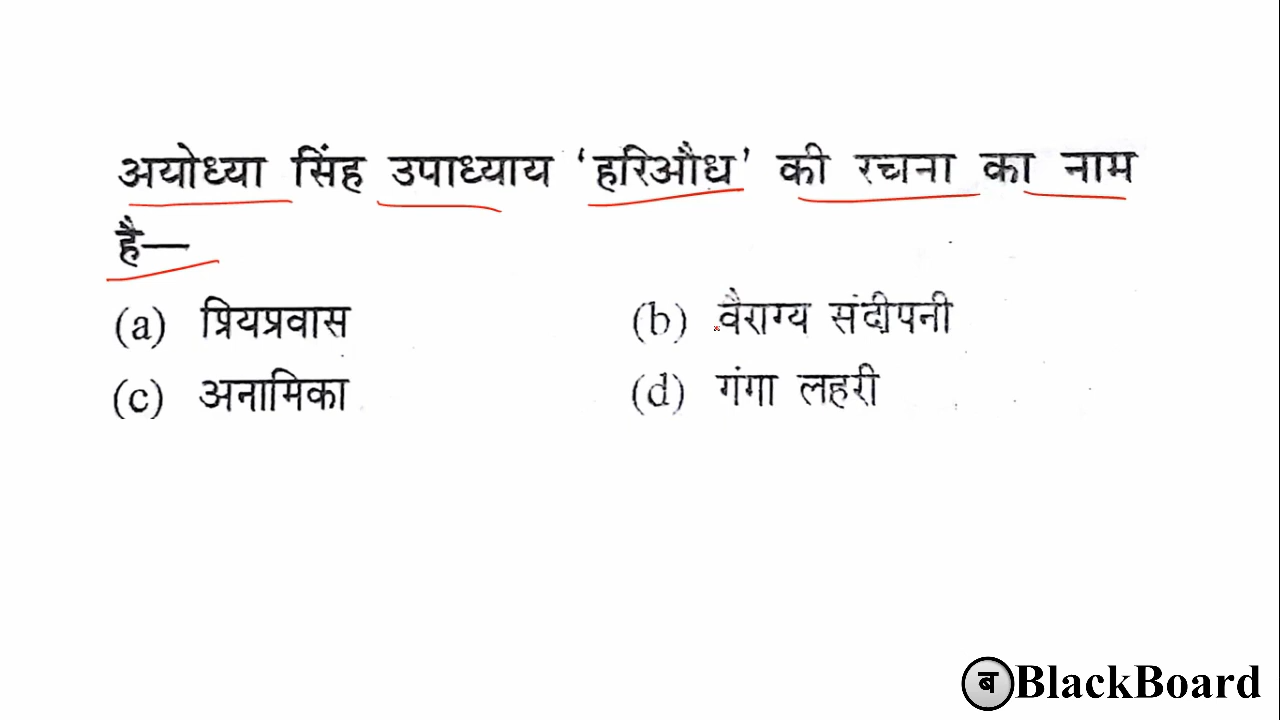 अयोध्या सिंह उपाध्याय ‘हरिऔध’ की रचना का नाम
है—
(a) प्रियप्रवास (b) वैराग्य संदीपनी
(c) अनामिका (d) गंगा लहरी
ब BlackBoard